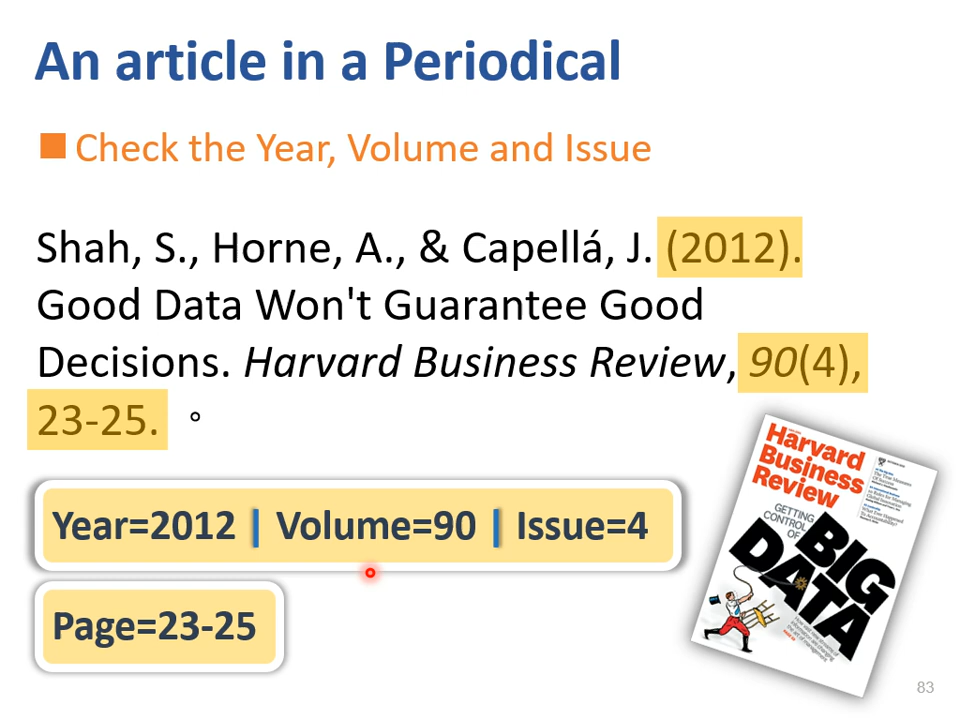 An article in a Periodical
Check the Year, Volume and Issue
Shah, S., Horne, A., & Capellá, J. (2012).
Good Data Won't Guarantee Good
Decisions. Harvard Business Review, 90(4),
23-25. 。
Year=2012 | Volume=90 | Issue=4
Page=23-25
Harvard
Business
Review
GETTING
CONTROL
OF
BIG
DATA
83